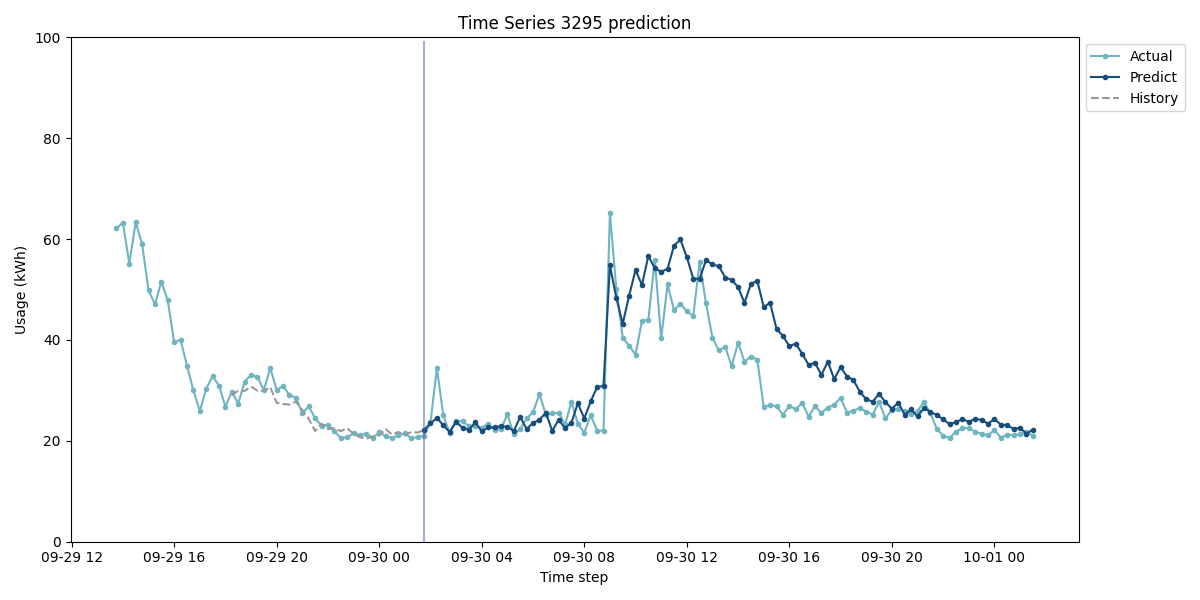 Time Series 3295 prediction
100
80
60
40
20
0
Usage (kWh)
09-29 12
09-29 16
09-29 20
09-30 00
09-30 04
09-30 08
09-30 12
09-30 16
09-30 20
10-01 00
Time step
Actual
Predict
History